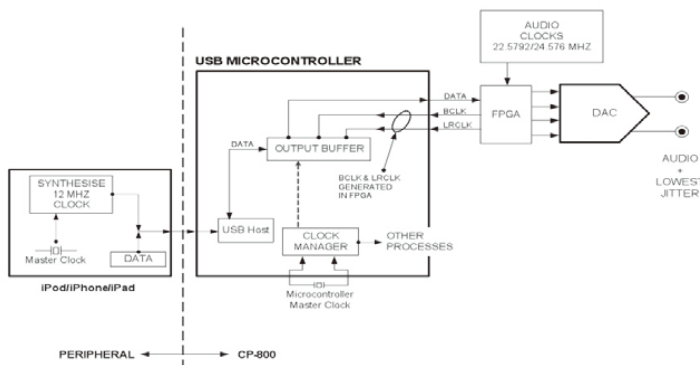 AUDIO
CLOCKS
22.5792/24.576 MHZ
USB MICROCONTROLLER
DATA
BCLK
LRCLK
FPGA
DAC
DATA
OUTPUT BUFFER
BCLK & LRCLK
GENERATED
IN FPGA
AUDIO
+
LOWEST
JITTER
SYNTHESISE
12 MHZ
CLOCK
Master Clock
DATA
USB Host
CLOCK
MANAGER
OTHER
PROCESSES
iPod/iPhone/iPad
Microcontroller
Master Clock
PERIPHERAL
CP-800